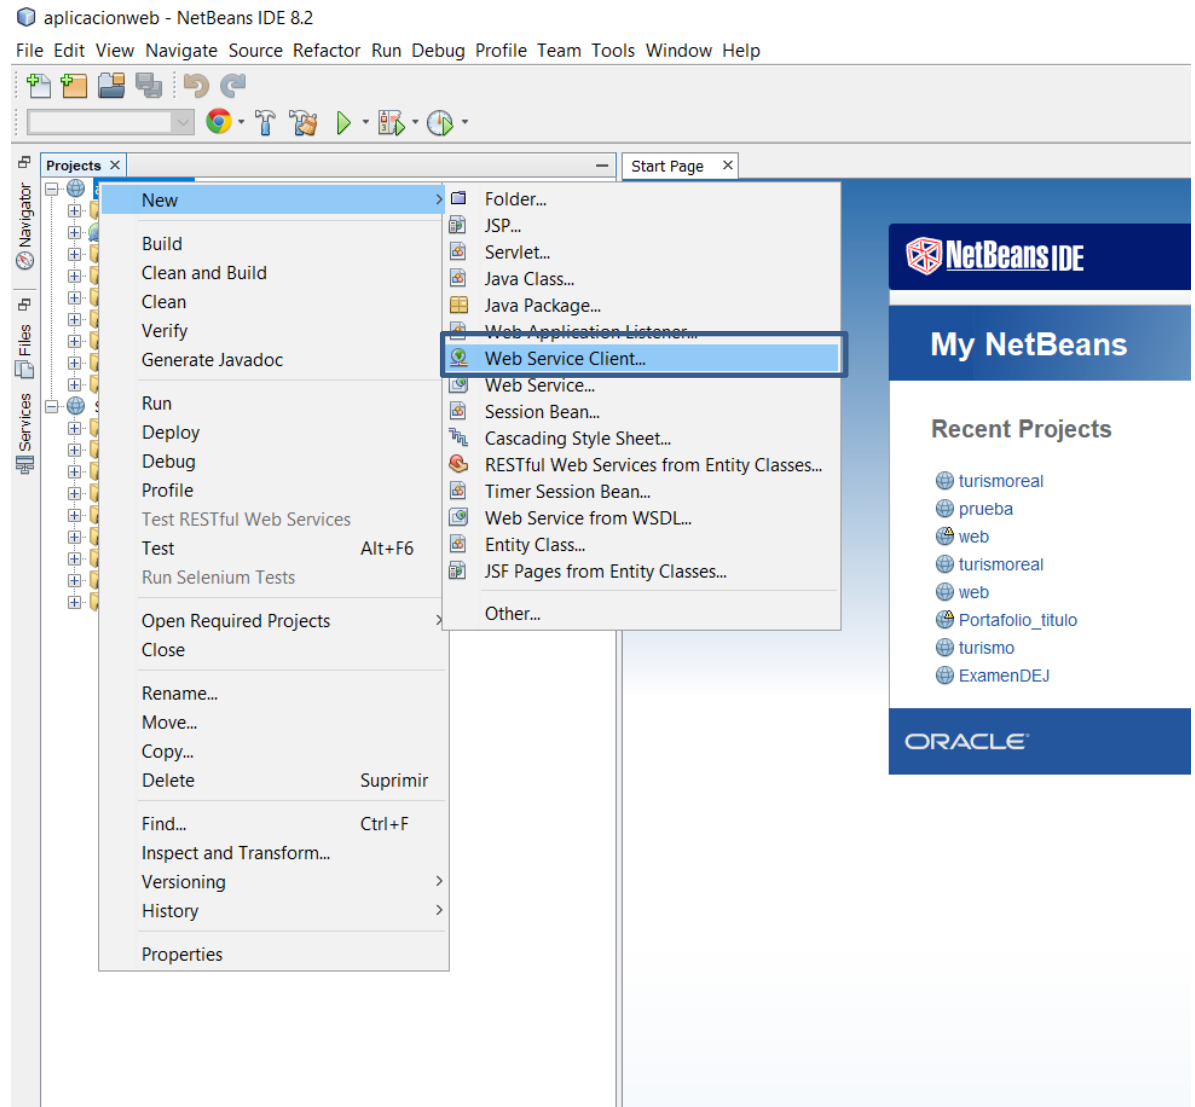 aplicacionweb - NetBeans IDE 8.2
File Edit View Navigate Source Refactor Run Debug Profile Team Tools Window Help
Projects
Start Page
Navigator
Files
Services
New
Build
Clean and Build
Clean
Verify
Generate Javadoc
Run
Deploy
Debug
Profile
Test RESTful Web Services
Test Alt+F6
Run Selenium Tests
Open Required Projects
Close
Rename...
Move...
Copy...
Delete Suprimir
Find... Ctrl+F
Inspect and Transform...
Versioning
History
Properties
Folder...
JSP...
Servlet...
Java Class...
Java Package...
Web Application Listener...
Web Service Client...
Web Service...
Session Bean...
Cascading Style Sheet...
RESTful Web Services from Entity Classes...
Timer Session Bean...
Web Service from WSDL...
Entity Class...
JSF Pages from Entity Classes...
Other...
NetBeans IDE
My NetBeans
Recent Projects
turismoreal
prueba
web
turismoreal
web
Portafolio_titulo
turismo
ExamenDEJ
ORACLE